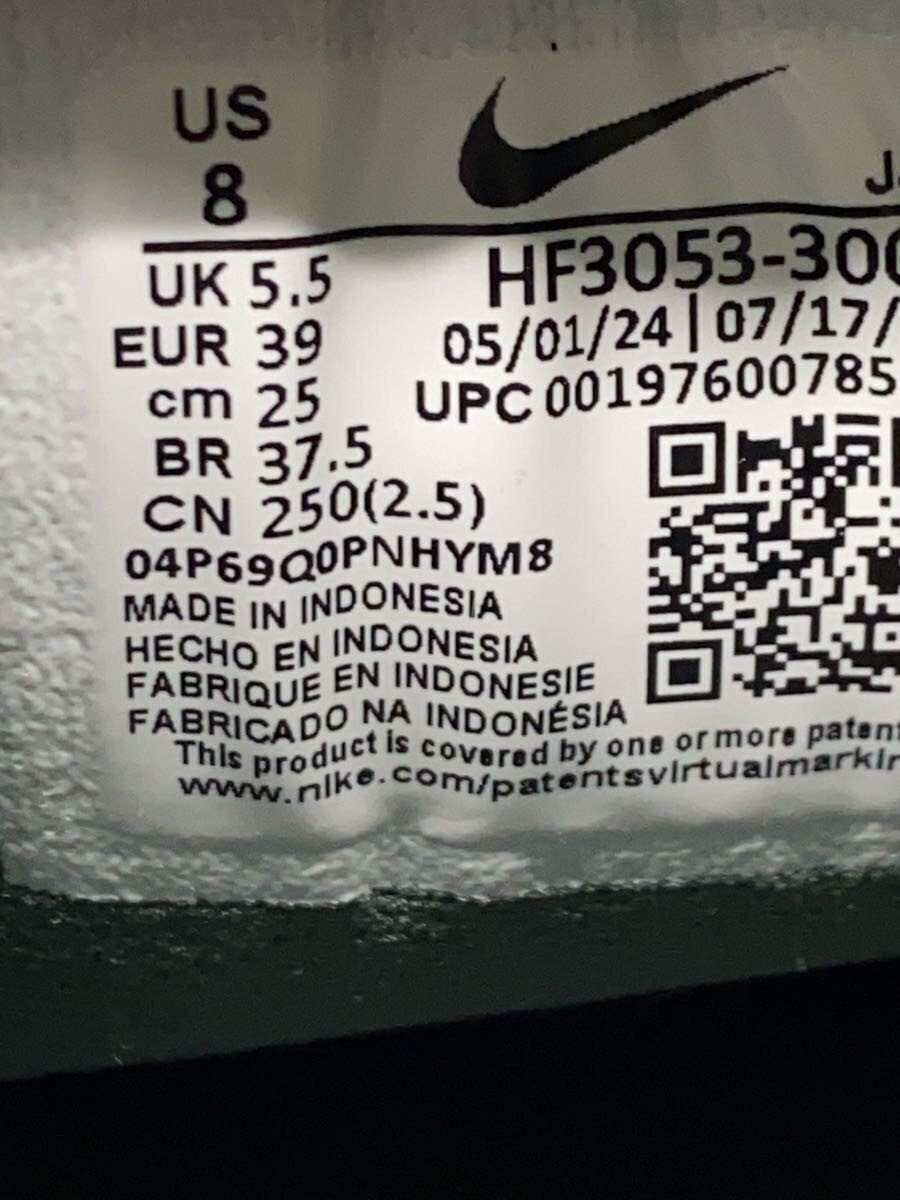 US
8
UK 5.5
EUR 39
cm 25
BR 37.5
CN 250(2.5)
HF3053-300
05/01/24 | 07/17/
UPC 00197600785
04P69Q0PNHYM8
MADE IN INDONESIA
HECHO EN INDONESIA
FABRIQUE EN INDONESIE
FABRICADO NA INDONÉSIA
This product is covered by one or more
www.nike.com/patentsvirtualmarkin